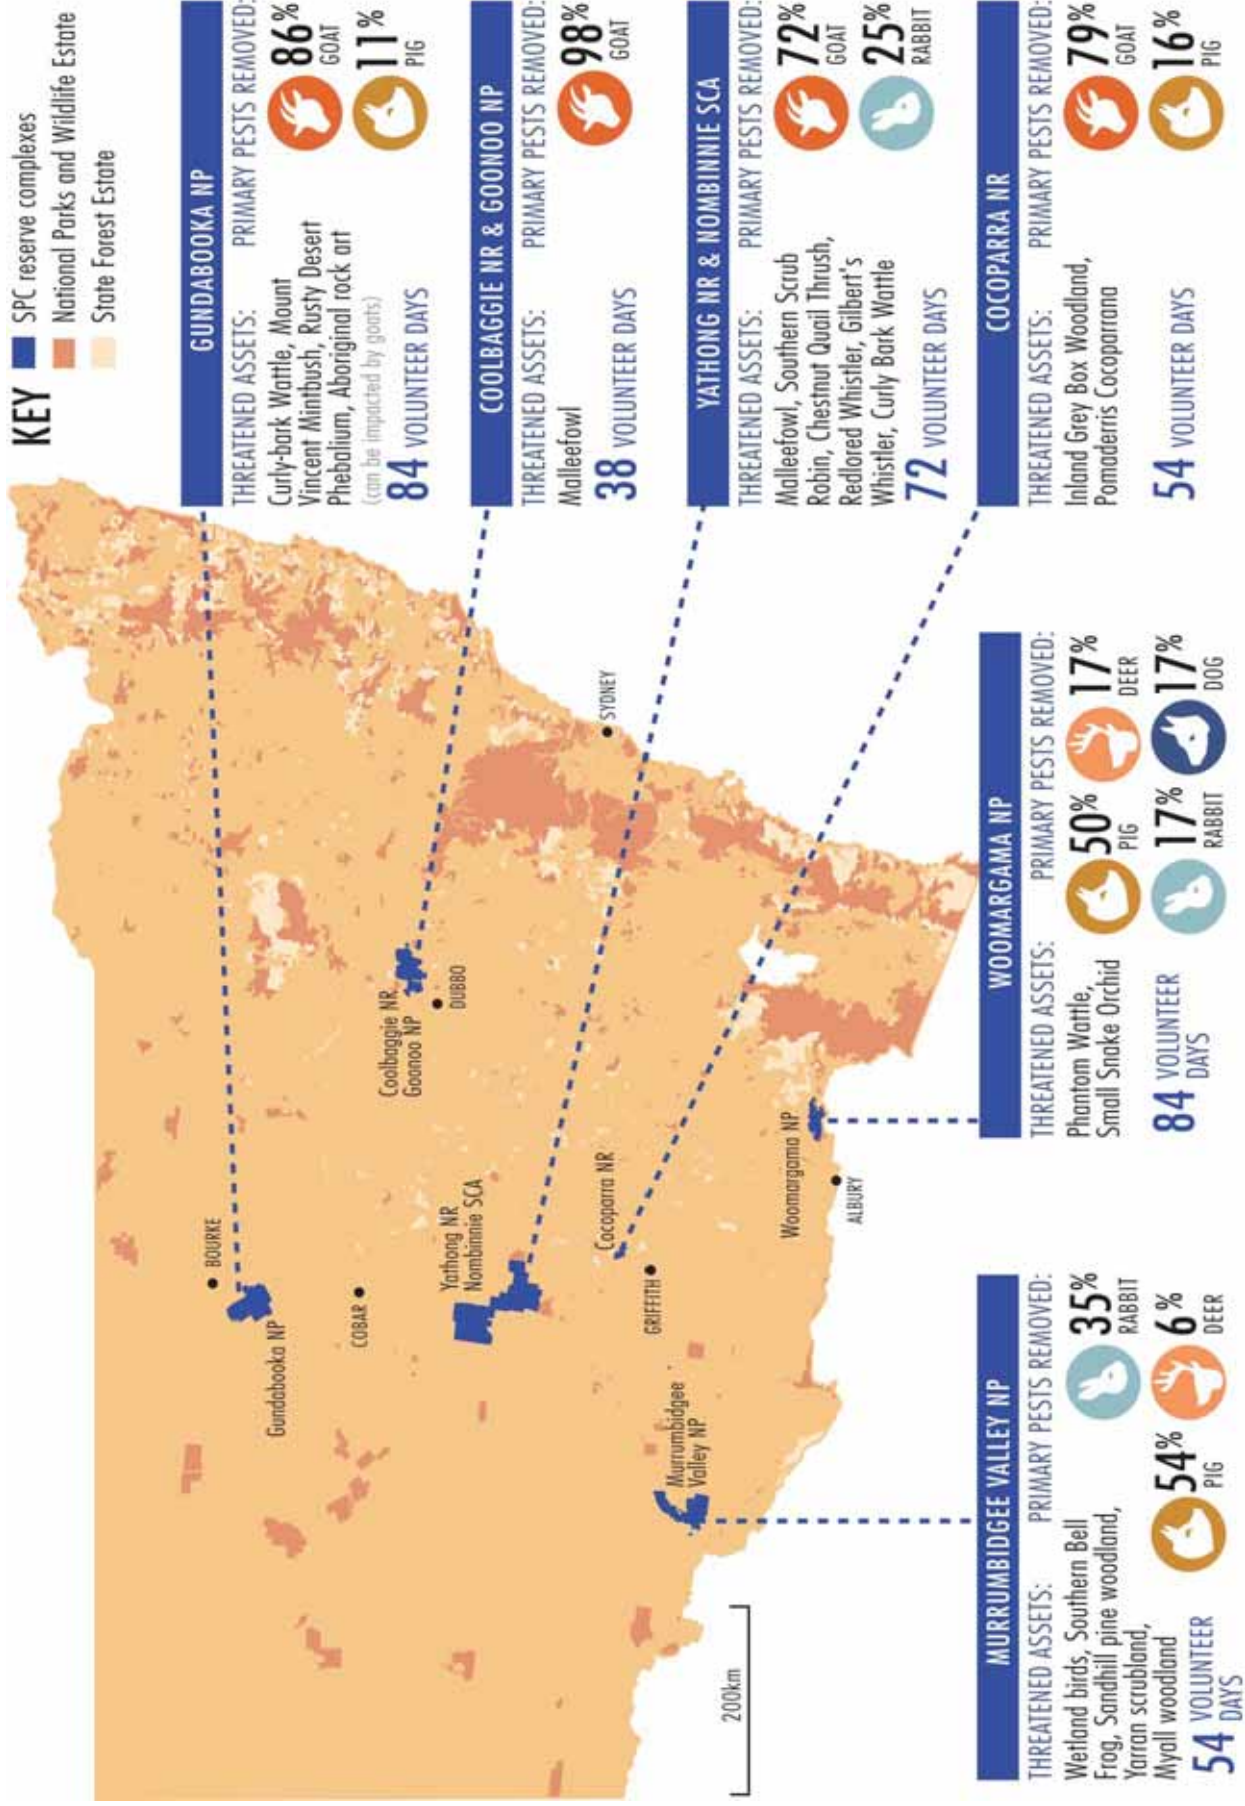 KEY
SPC reserve complexes
National Parks and Wildlife Estate
State Forest Estate
BOURKE
Gundabooka NP
COBAR
Coolbaggie NR
Goonoo NP
DUBBO
Yathong NR
Nombinnie SCA
Cocoparra NR
GRIFFITH
SYDNEY
Murrumbidgee
Valley NP
Woomargama NP
ALBURY
200km
GUNDABOOKA NP
THREATENED ASSETS:
Curly-bark Wattle, Mount
Vincent Mintbush, Rusty Desert
Phebalium, Aboriginal rock art
(can be impacted by goats)
84 VOLUNTEER DAYS
PRIMARY PESTS REMOVED:
86%
GOAT
11%
PIG
COOLBAGGIE NR & GOONOO NP
THREATENED ASSETS:
Malleefowl
38 VOLUNTEER DAYS
PRIMARY PESTS REMOVED:
98%
GOAT
YATHONG NR & NOMBINNIE SCA
THREATENED ASSETS:
Malleefowl, Southern Scrub
Robin, Chestnut Quail Thrush,
Redlored Whistler, Gilbert's
Whistler, Curly Bark Wattle
72 VOLUNTEER DAYS
PRIMARY PESTS REMOVED:
72%
GOAT
25%
RABBIT
COCOPARRA NR
THREATENED ASSETS:
Inland Grey Box Woodland,
Pomaderris Cocoparrana
54 VOLUNTEER DAYS
PRIMARY PESTS REMOVED:
79%
GOAT
16%
PIG
MURRUMBIDGEE VALLEY NP
THREATENED ASSETS:
Wetland birds, Southern Bell
Frog, Sandhill pine woodland,
Yarran scrubland,
Myall woodland
54 VOLUNTEER
DAYS
PRIMARY PESTS REMOVED:
35%
RABBIT
54%
PIG
6%
DEER
WOOMARGAMA NP
THREATENED ASSETS:
Phantom Wattle,
Small Snake Orchid
84 VOLUNTEER
DAYS
PRIMARY PESTS REMOVED:
50%
PIG
17%
DEER
17%
RABBIT
17%
DOG